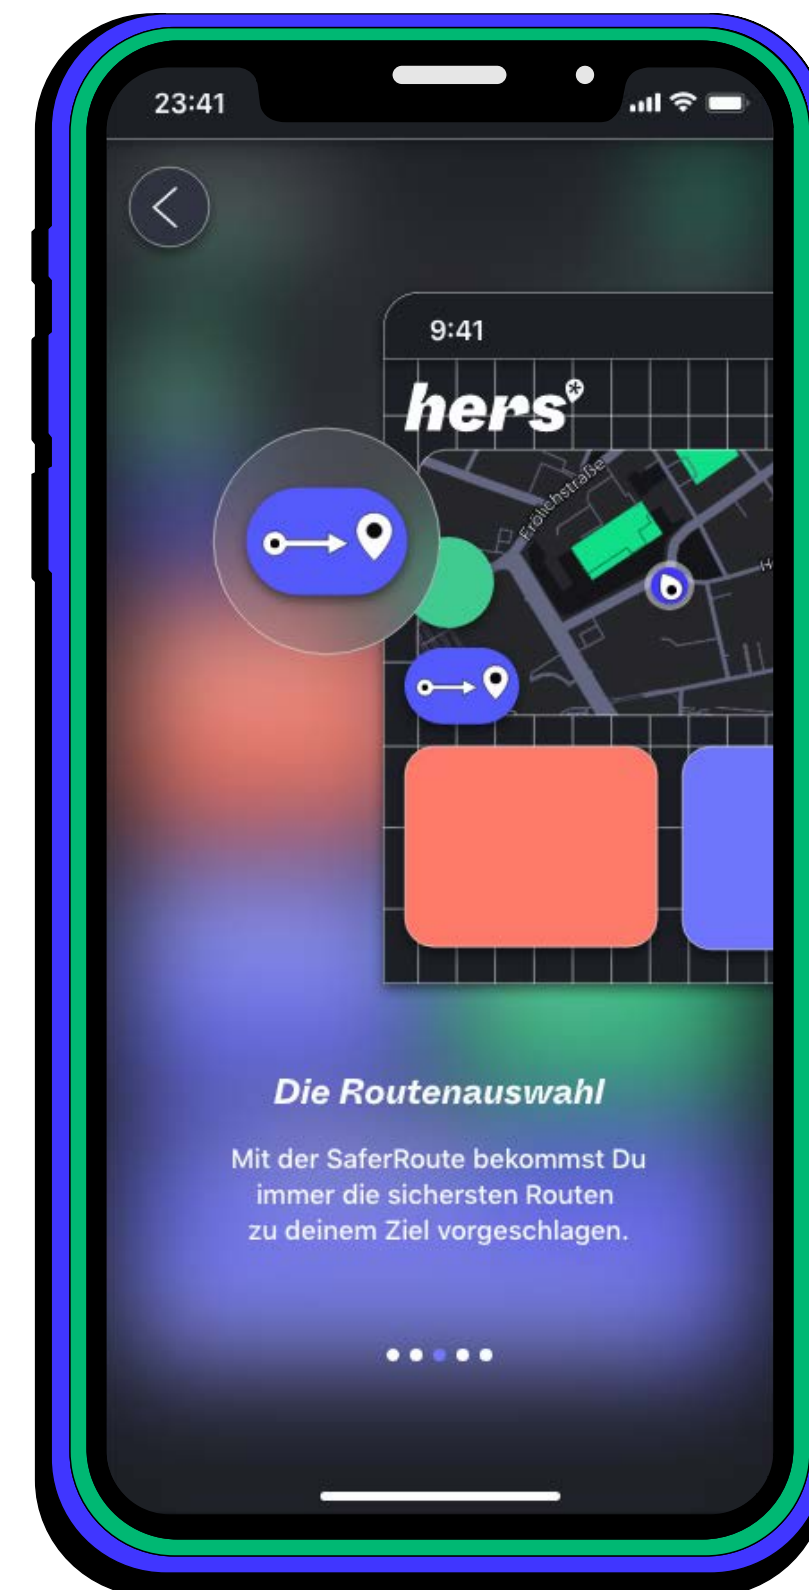 23:41
9:41
hers*
Frölichstraße
H
Die Routenauswahl
Mit der SaferRoute bekommst Du
immer die sichersten Routen
zu deinem Ziel vorgeschlagen.